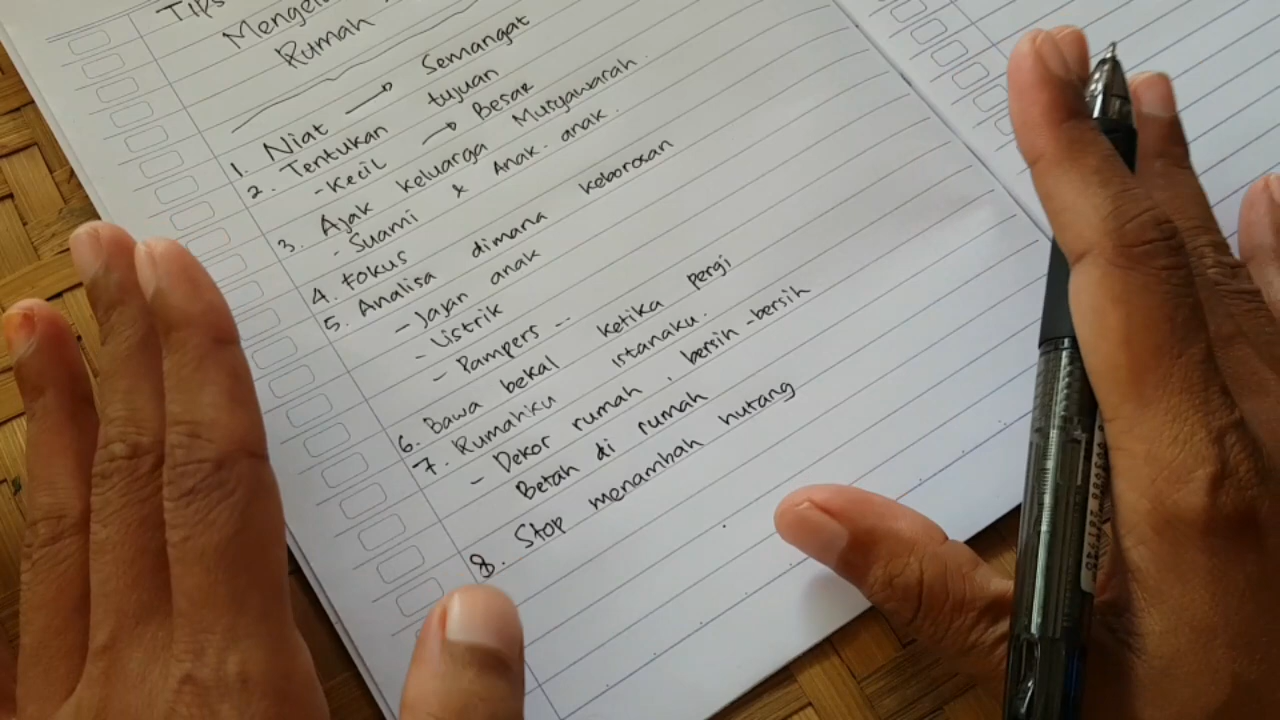 Tips
Rumah
1. Niat → Semangat
2. Tentukan tujuan
- Kecil → Besar
3. Ajak keluarga Musyawarah.
- Suami & Anak-anak.
4. Fokus
5. Analisa dimana keborosan
- Jajan anak
- Listrik
- Pampers --
6. Bawa bekal ketika pergi
7. Rumahku istanaku.
- Dekor rumah, bersih-bersih
Betah di rumah
8. Stop menambah hutang